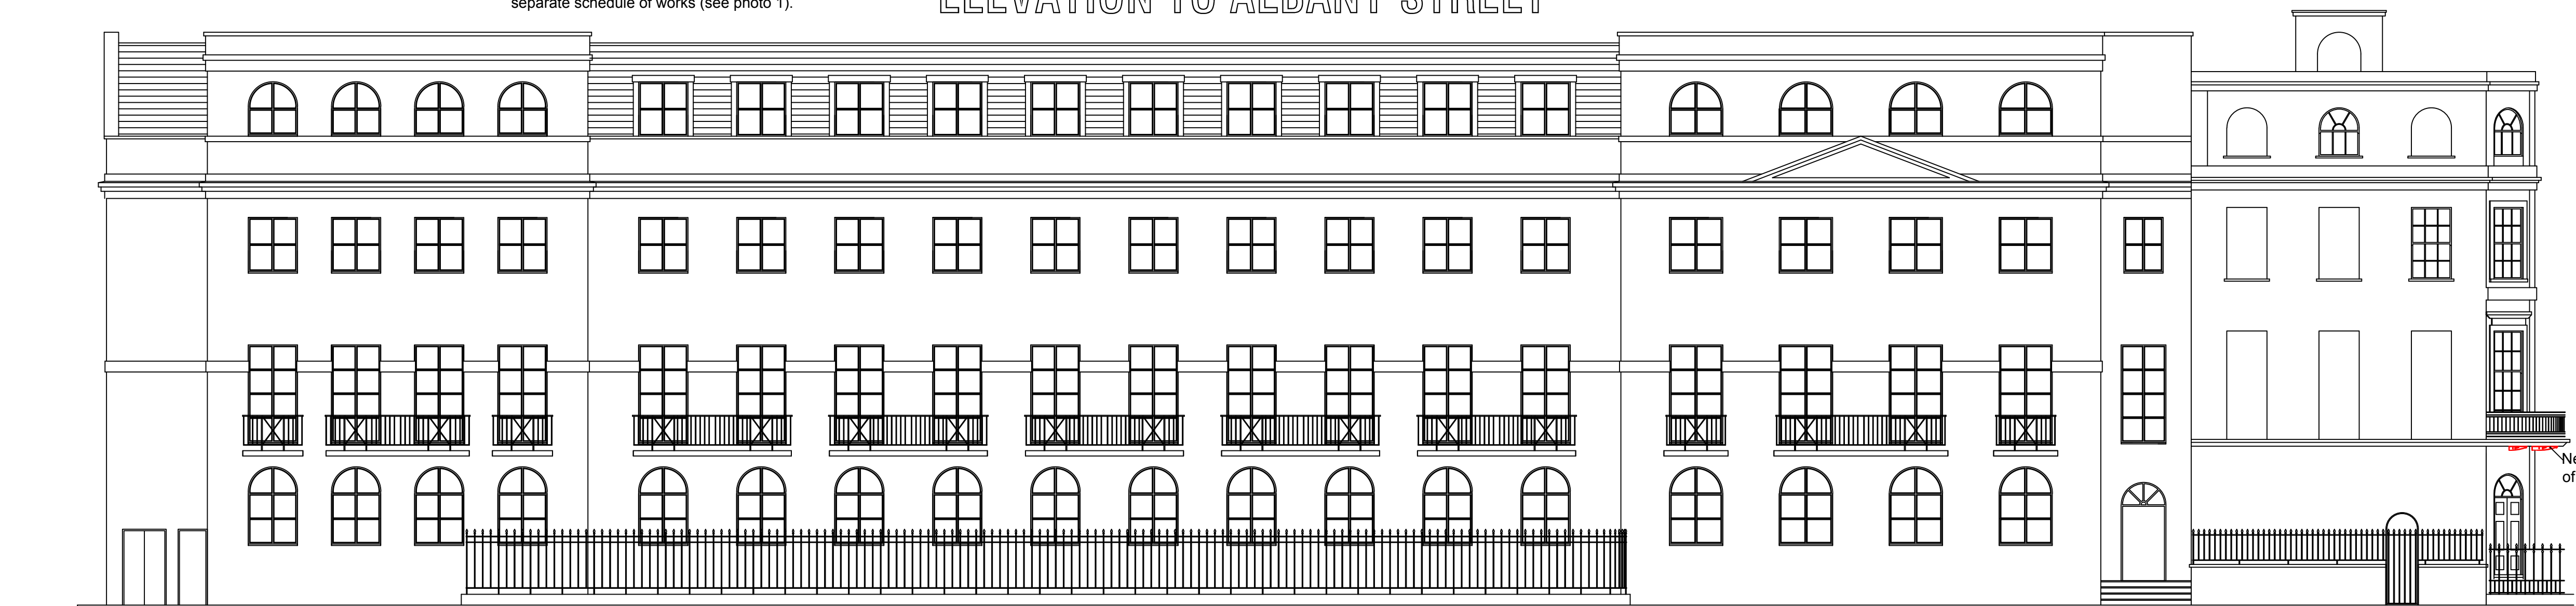 separate schedule of works (see photo 1).
ELEVATION TO ALBANY STREET
of